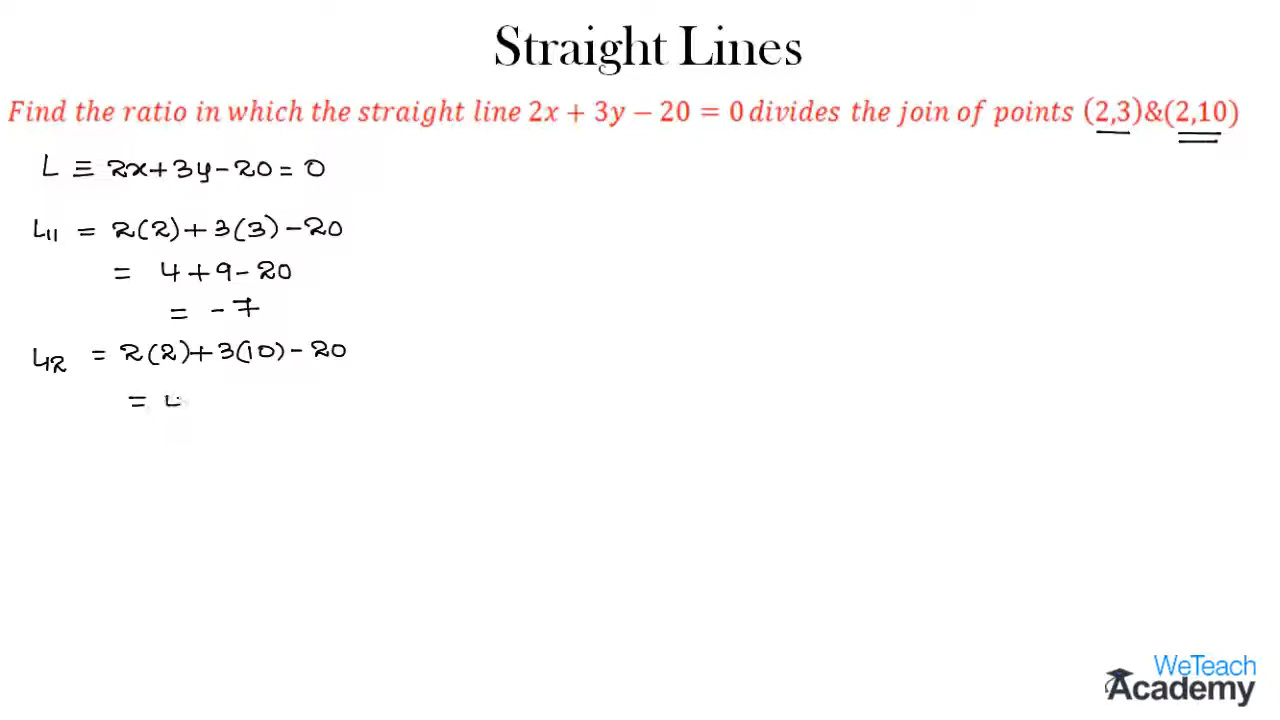 Straight Lines
Find the ratio in which the straight line 2x + 3y − 20 = 0 divides the join of points (2,3)&(2,10)
L ≡ 2x+3y-20 = 0
L11 = 2(2)+3(3)-20
= 4+9-20
= -7
L12 = 2(2)+3(10)-20
= 4
WeTeach
Academy